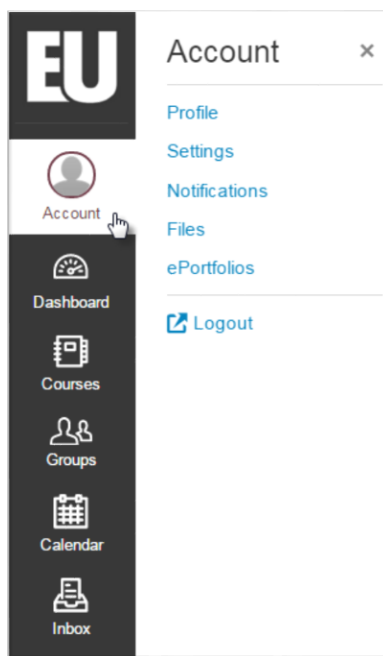 EU
Account
Dashboard
Courses
Groups
Calendar
Inbox
Account ×
Profile
Settings
Notifications
Files
ePortfolios
Logout